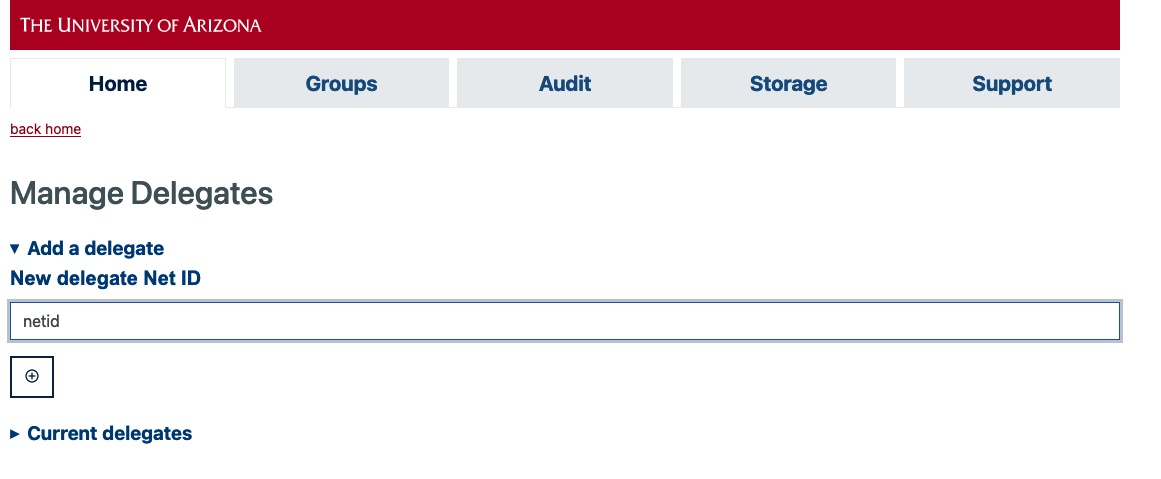 THE UNIVERSITY OF ARIZONA
Home Groups Audit Storage Support
back home
Manage Delegates
▾ Add a delegate
New delegate Net ID
netid
▸ Current delegates